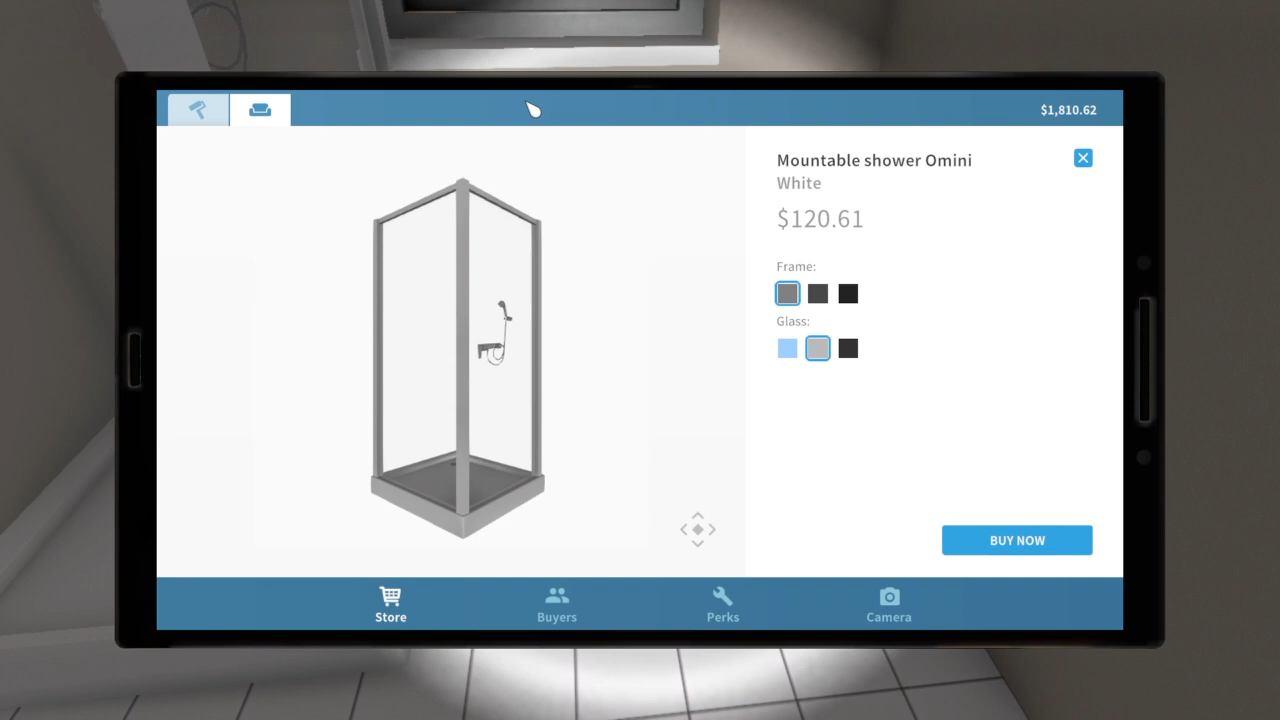 $1,810.62
Mountable shower Omini
White
$120.61
Frame:
Glass:
BUY NOW
Store
Buyers
Perks
Camera